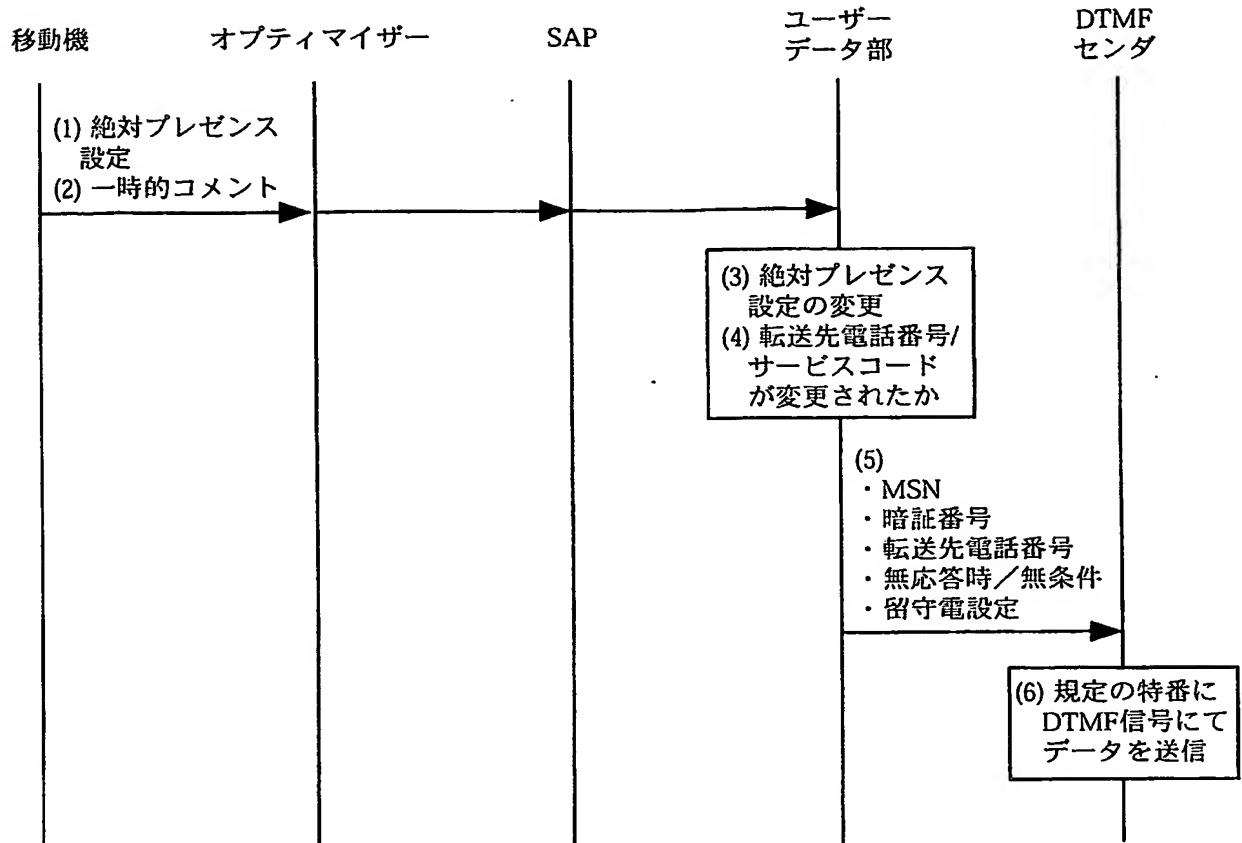 移動機
オプティマイザー
SAP
ユーザー
データ部
DTMF
センダ
(1) 絶対プレゼンス
設定
(2) 一時的コメント
(3) 絶対プレゼンス
設定の変更
(4) 転送先電話番号/
サービスコード
が変更されたか
(5)
・MSN
・暗証番号
・転送先電話番号
・無応答時／無条件
・留守電設定
(6) 規定の特番に
DTMF信号にて
データを送信